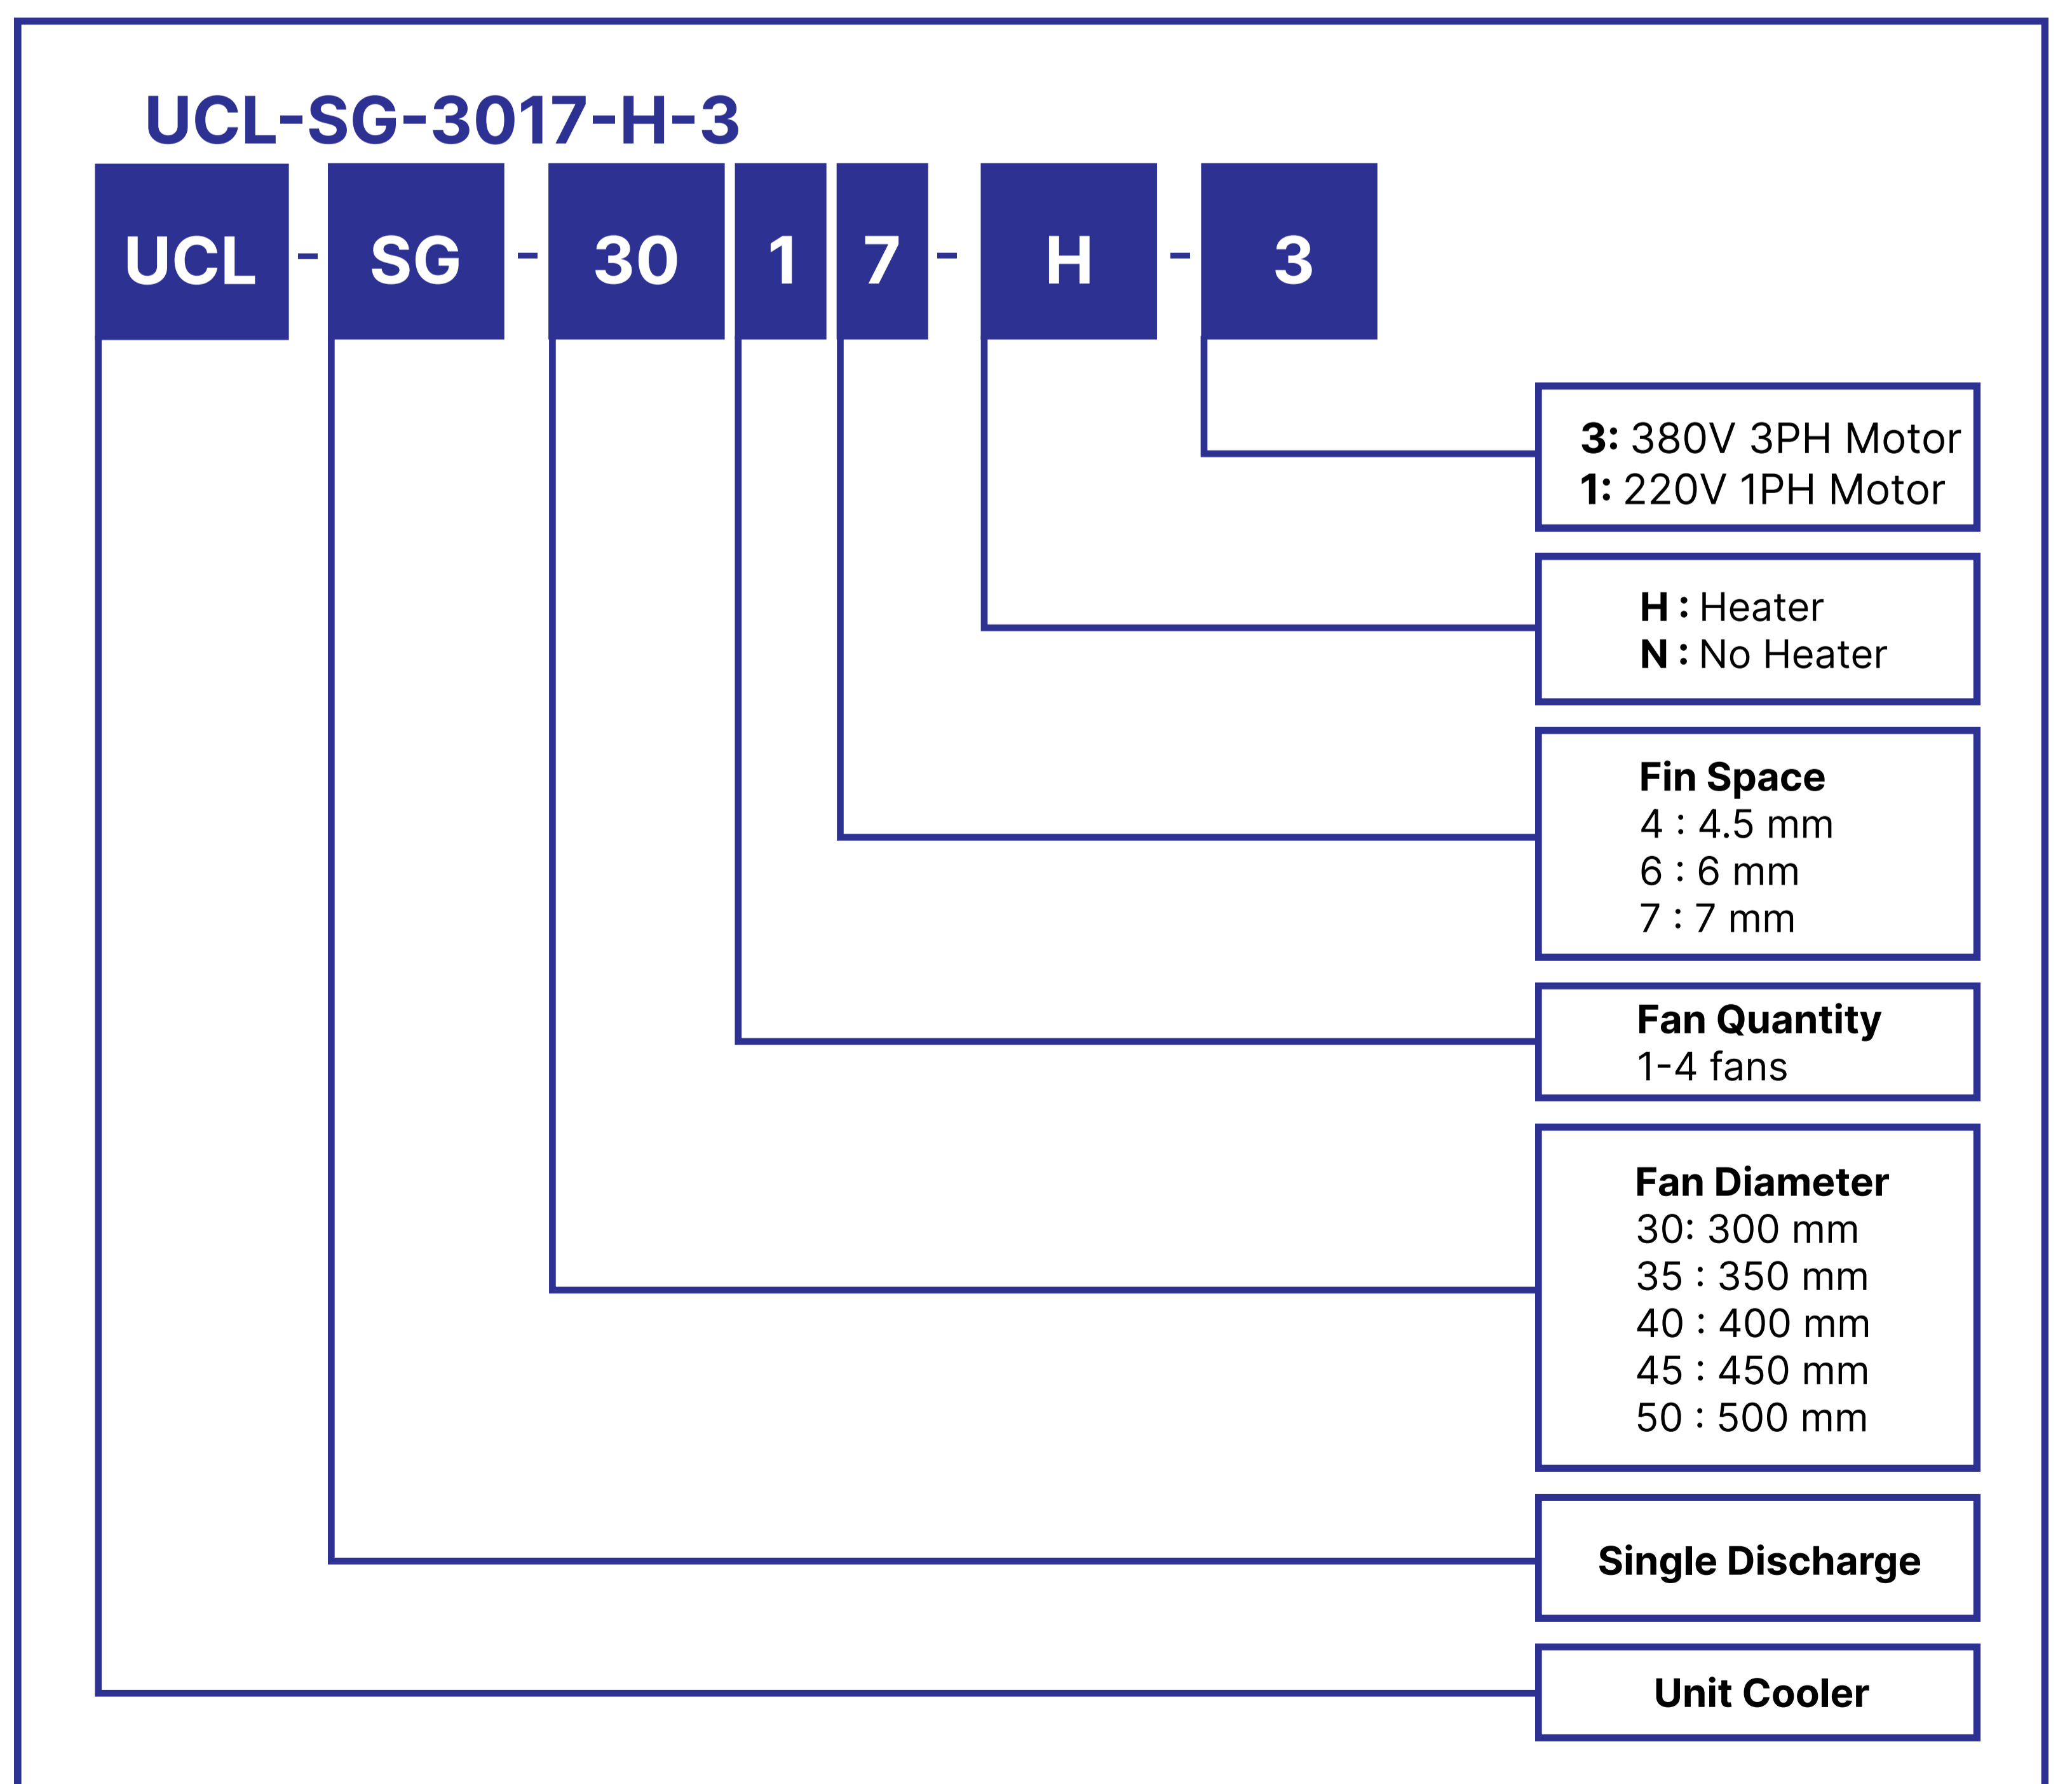 UCL-SG-3017-H-3
UCL - SG - 30 1 7 - H - 3
3: 380V 3PH Motor
1: 220V 1PH Motor
H : Heater
N : No Heater
Fin Space
4 : 4.5 mm
6 : 6 mm
7 : 7 mm
Fan Quantity
1-4 fans
Fan Diameter
30: 300 mm
35 : 350 mm
40 : 400 mm
45 : 450 mm
50 : 500 mm
Single Discharge
Unit Cooler